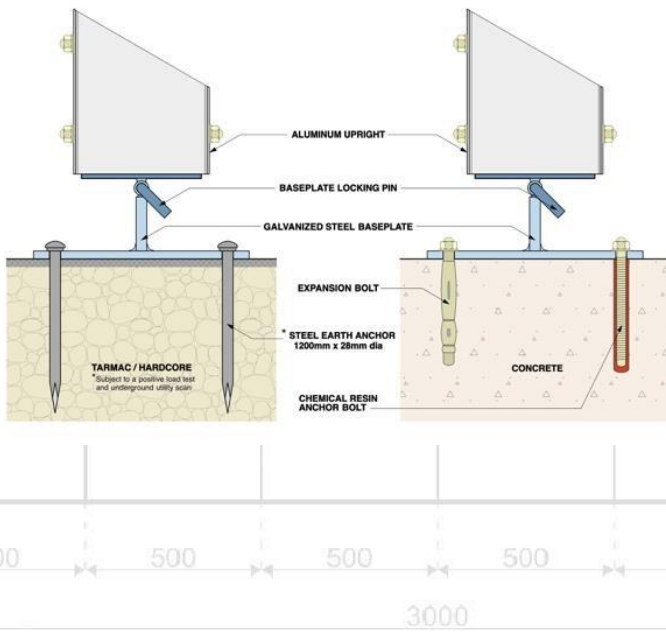 ALUMINUM UPRIGHT
BASEPLATE LOCKING PIN
GALVANIZED STEEL BASEPLATE
EXPANSION BOLT
* STEEL EARTH ANCHOR
1200mm x 28mm dia
TARMAC / HARDCORE
*Subject to a positive load test
and underground utility scan
CONCRETE
CHEMICAL RESIN
ANCHOR BOLT
500
500
500
3000